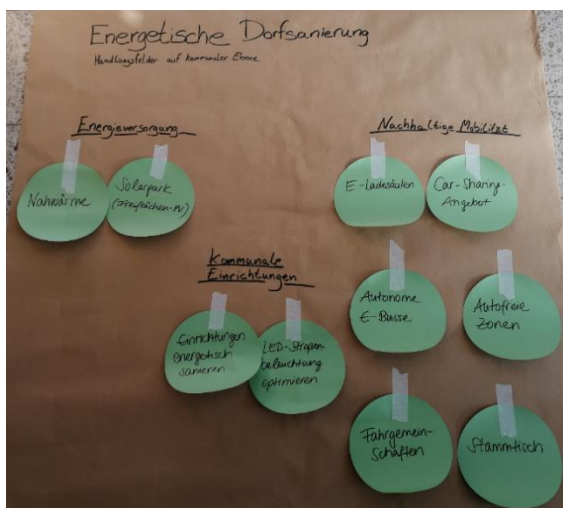 Energetische Dorfsanierung
Handlungsfelder auf kommunaler Ebene
Energieversorgung
Nahwärme
Solarpark
(Freiflächen-PV)
Kommunale
Einrichtungen
Einrichtungen
energetisch
sanieren
LED-Straßen-
beleuchtung
optimieren
Nachhaltige Mobilität
E-Ladesäulen
Car-Sharing-
Angebot
Autonome
E-Busse
Autofreie
Zonen
Fahrgemein-
schaften
Stammtisch